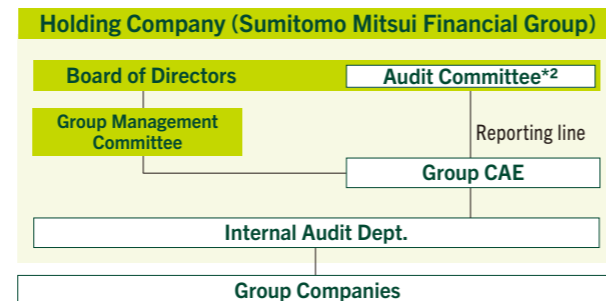 Holding Company (Sumitomo Mitsui Financial Group)
Board of Directors
Audit Committee*2
Group Management
Committee
Reporting line
Group CAE
Internal Audit Dept.
Group Companies